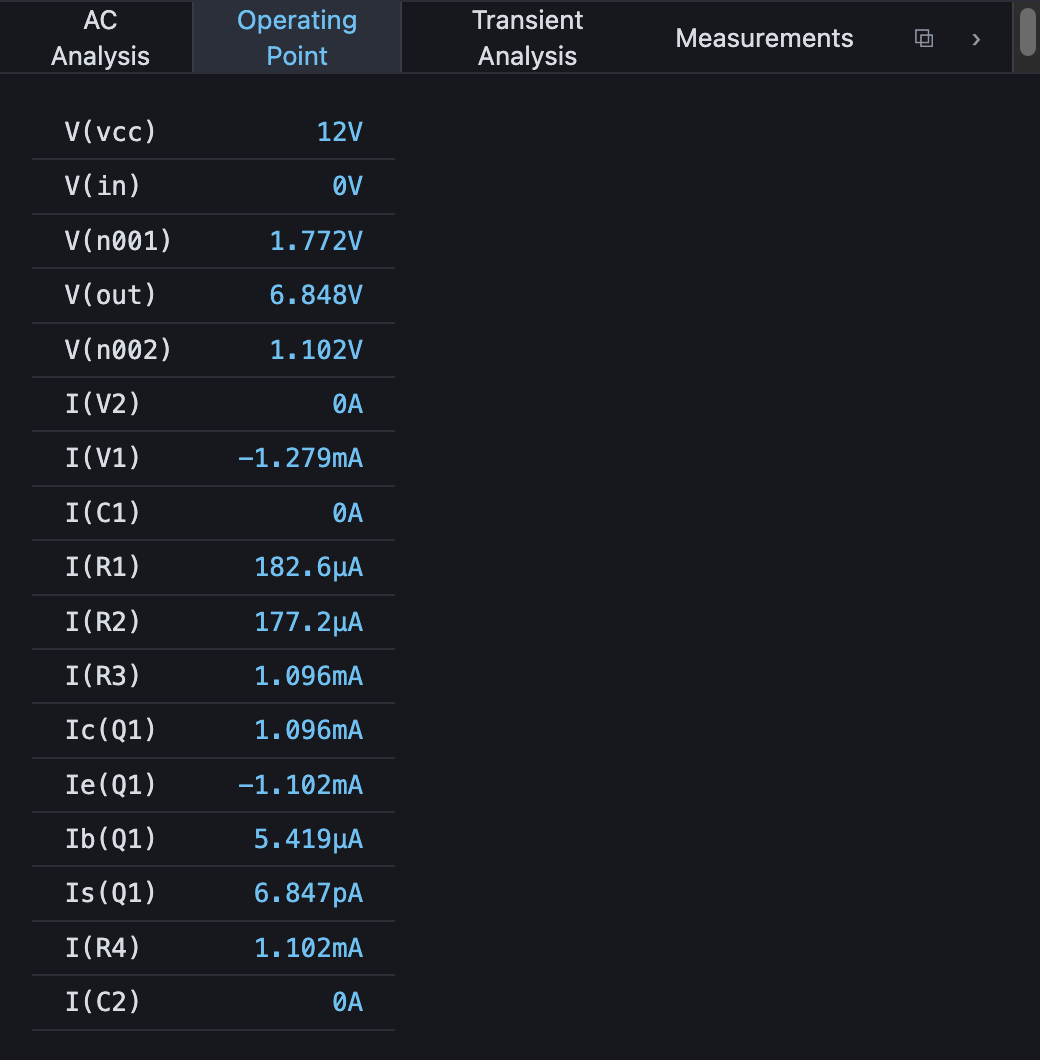 AC
Analysis
Operating
Point
Transient
Analysis
Measurements
V(vcc) 12V
V(in) 0V
V(n001) 1.772V
V(out) 6.848V
V(n002) 1.102V
I(V2) 0A
I(V1) −1.279mA
I(C1) 0A
I(R1) 182.6µA
I(R2) 177.2µA
I(R3) 1.096mA
Ic(Q1) 1.096mA
Ie(Q1) −1.102mA
Ib(Q1) 5.419µA
Is(Q1) 6.847pA
I(R4) 1.102mA
I(C2) 0A